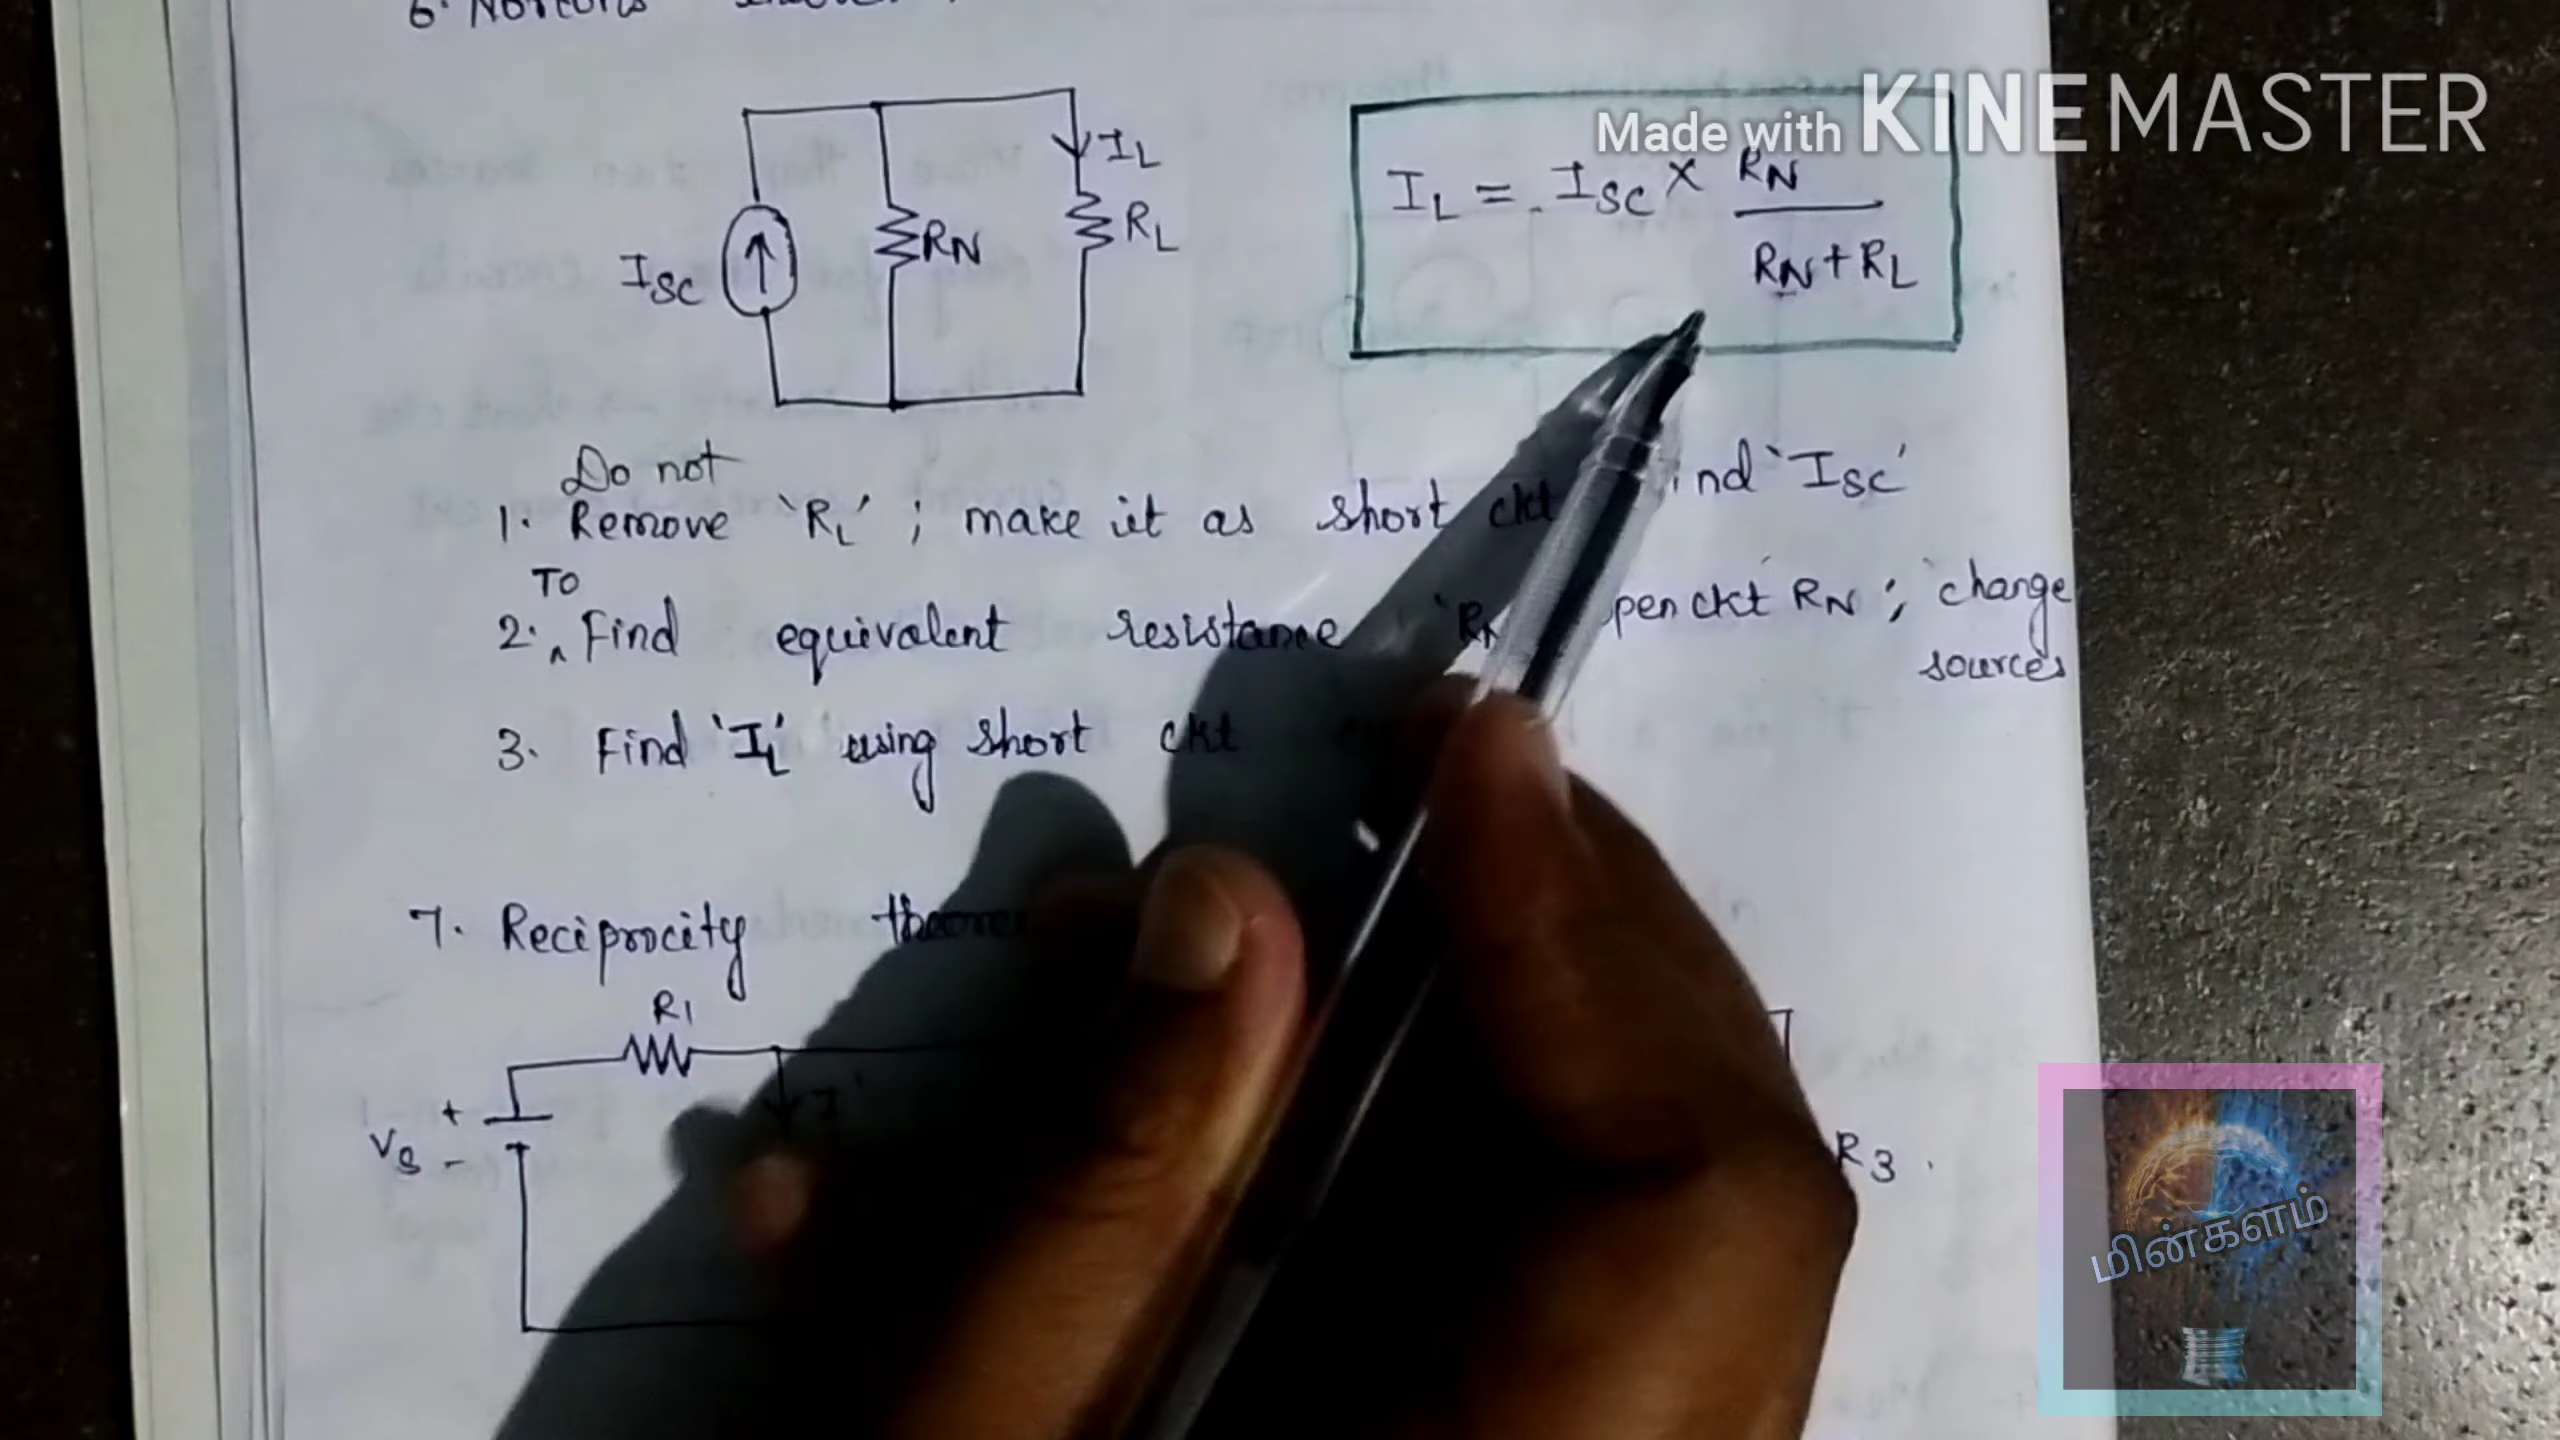 6. Norton's
Made with KINEMASTER
IL
ISC
RN
RL
IL = ISC × RN
RN + RL
Do not
1. Remove 'RL' ; make it as short ckt 'ISC'
TO
2. ^ Find equivalent resistance ckt RN ; change
sources
3. Find 'IL' using short ckt
7. Reciprocity
R1
+
VS
-
R3
மின்களம்